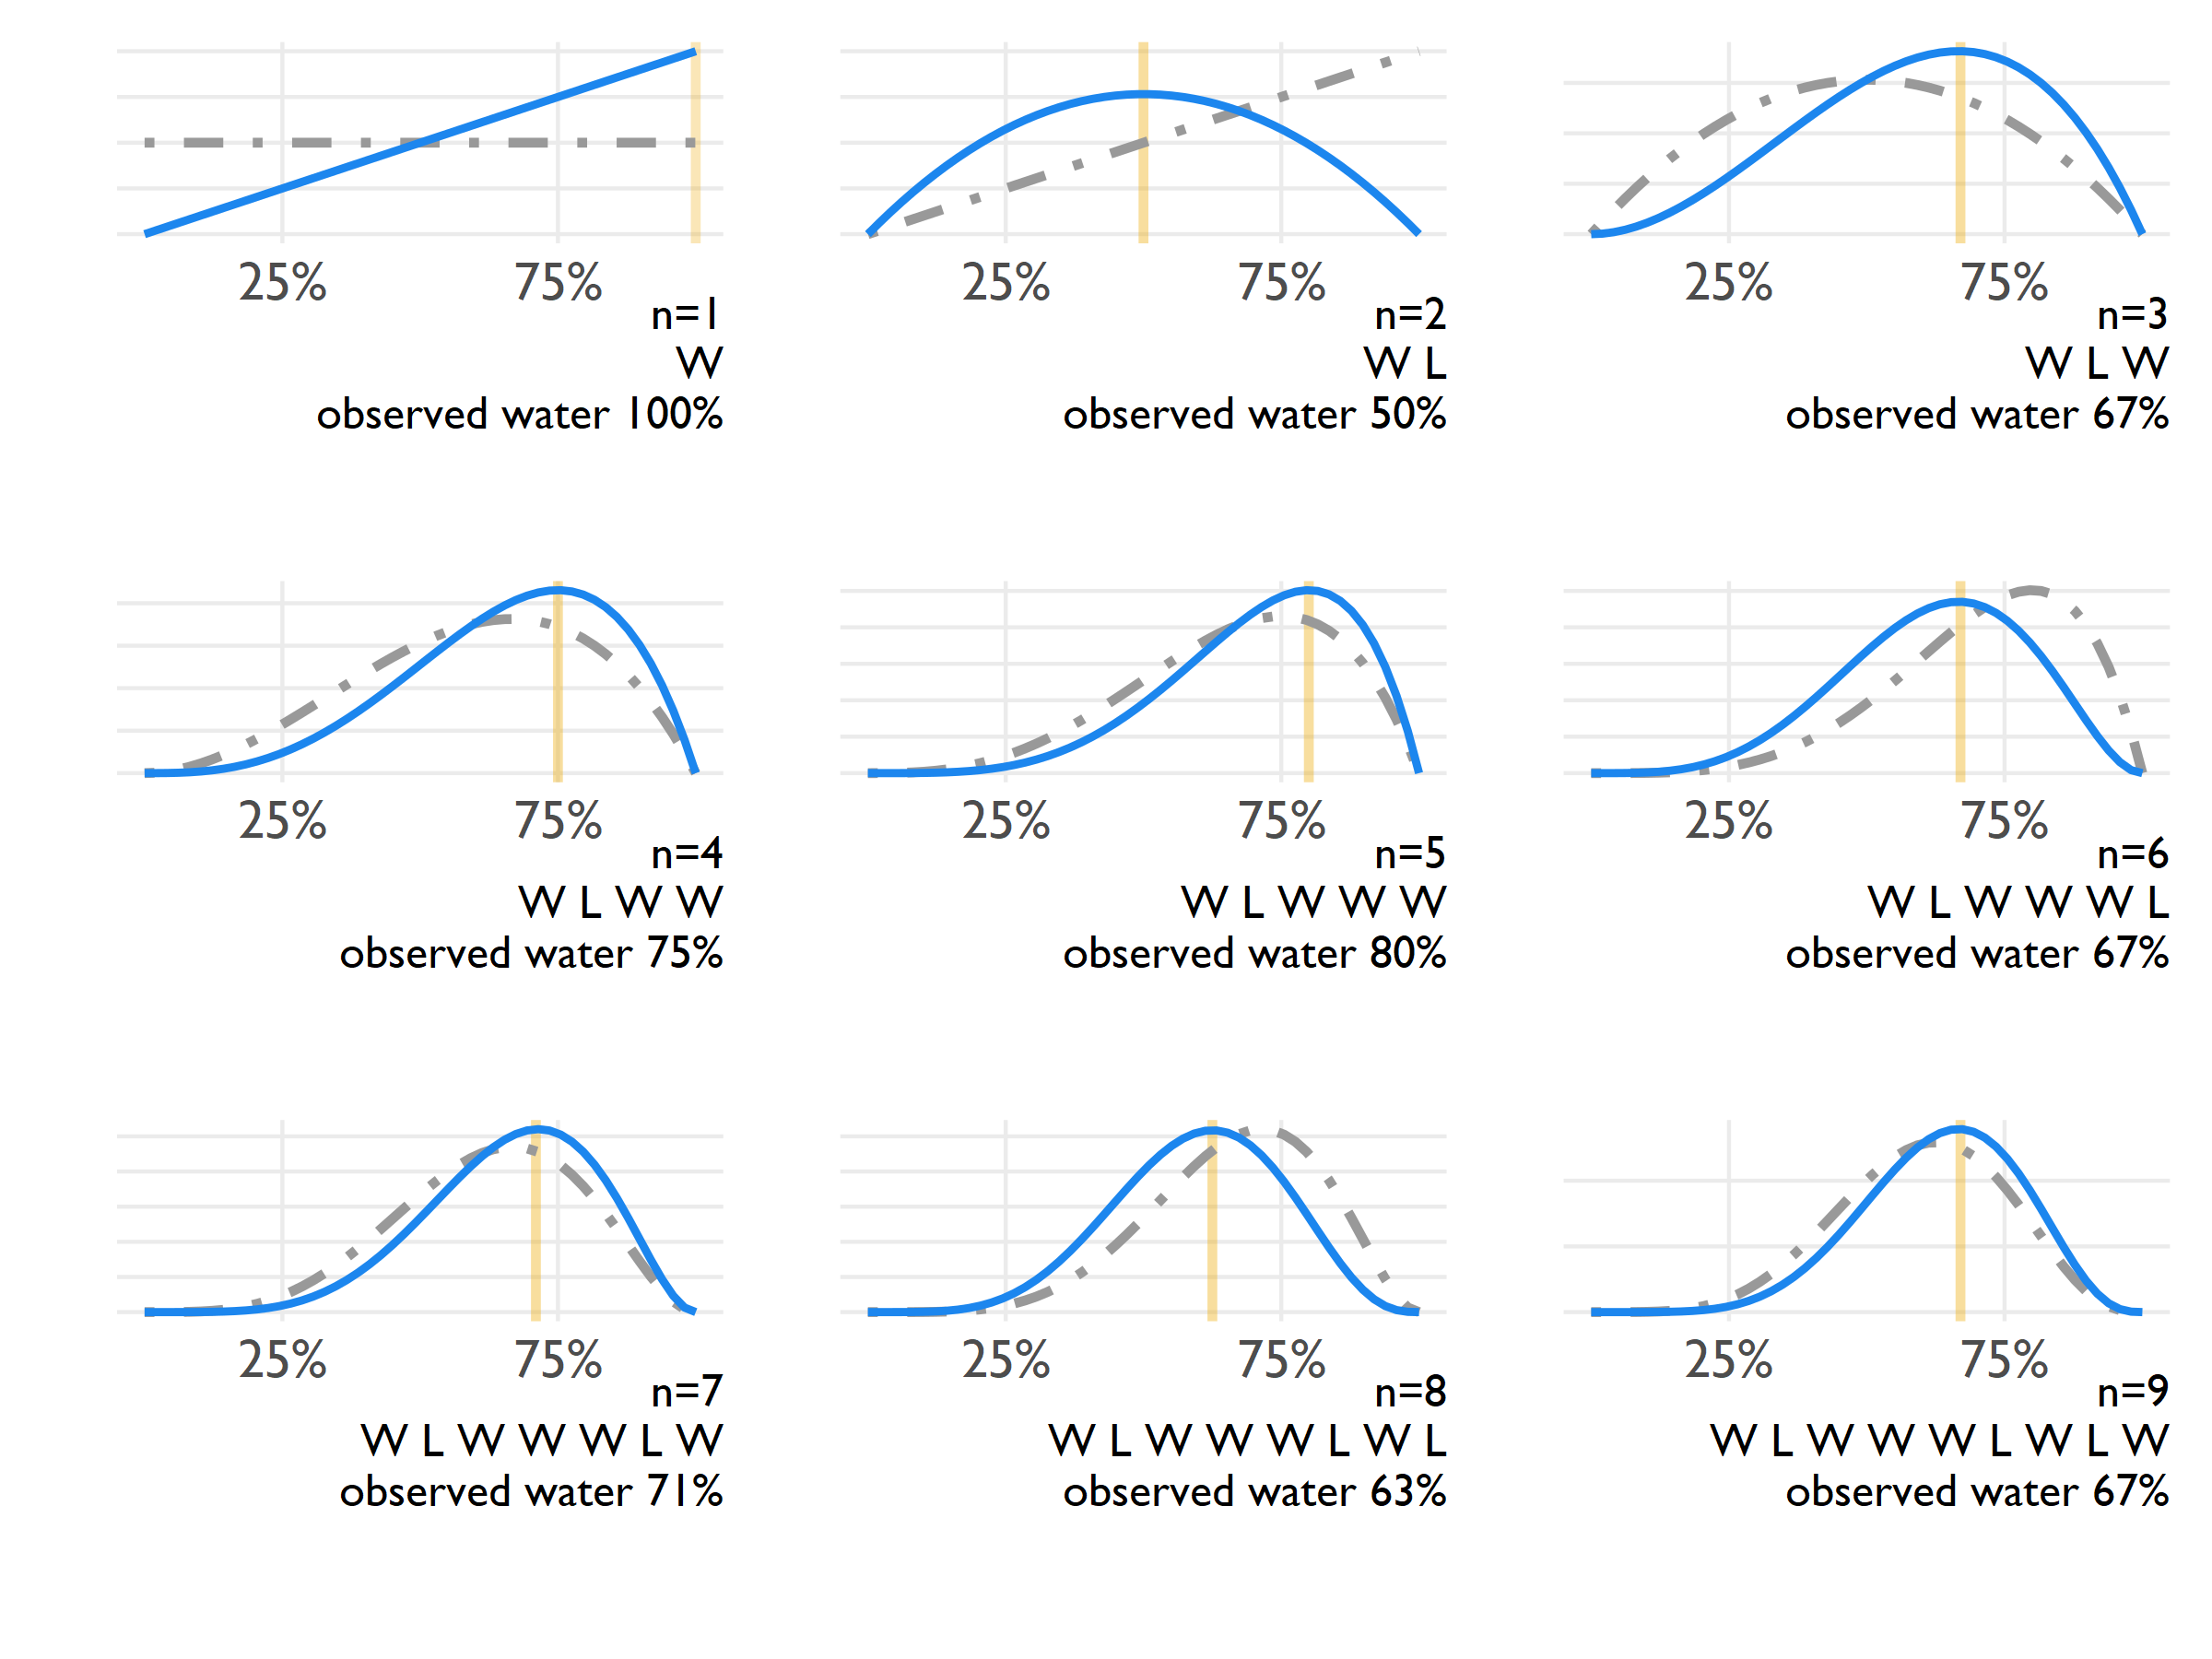 25% 75%
n=1
W
observed water 100%
25% 75%
n=2
W L
observed water 50%
25% 75%
n=3
W L W
observed water 67%
25% 75%
n=4
W L W W
observed water 75%
25% 75%
n=5
W L W W W
observed water 80%
25% 75%
n=6
W L W W W L
observed water 67%
25% 75%
n=7
W L W W W L W
observed water 71%
25% 75%
n=8
W L W W W L W L
observed water 63%
25% 75%
n=9
W L W W W L W L W
observed water 67%